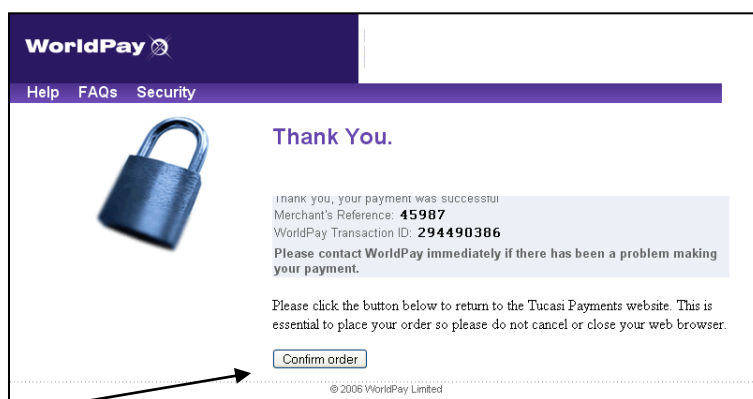 WorldPay
Help FAQs Security
Thank You.
Thank you, your payment was successful
Merchant's Reference: 45987
WorldPay Transaction ID: 294490386
Please contact WorldPay immediately if there has been a problem making
your payment.
Please click the button below to return to the Tucasi Payments website. This is
essential to place your order so please do not cancel or close your web browser.
Confirm order
© 2006 WorldPay Limited